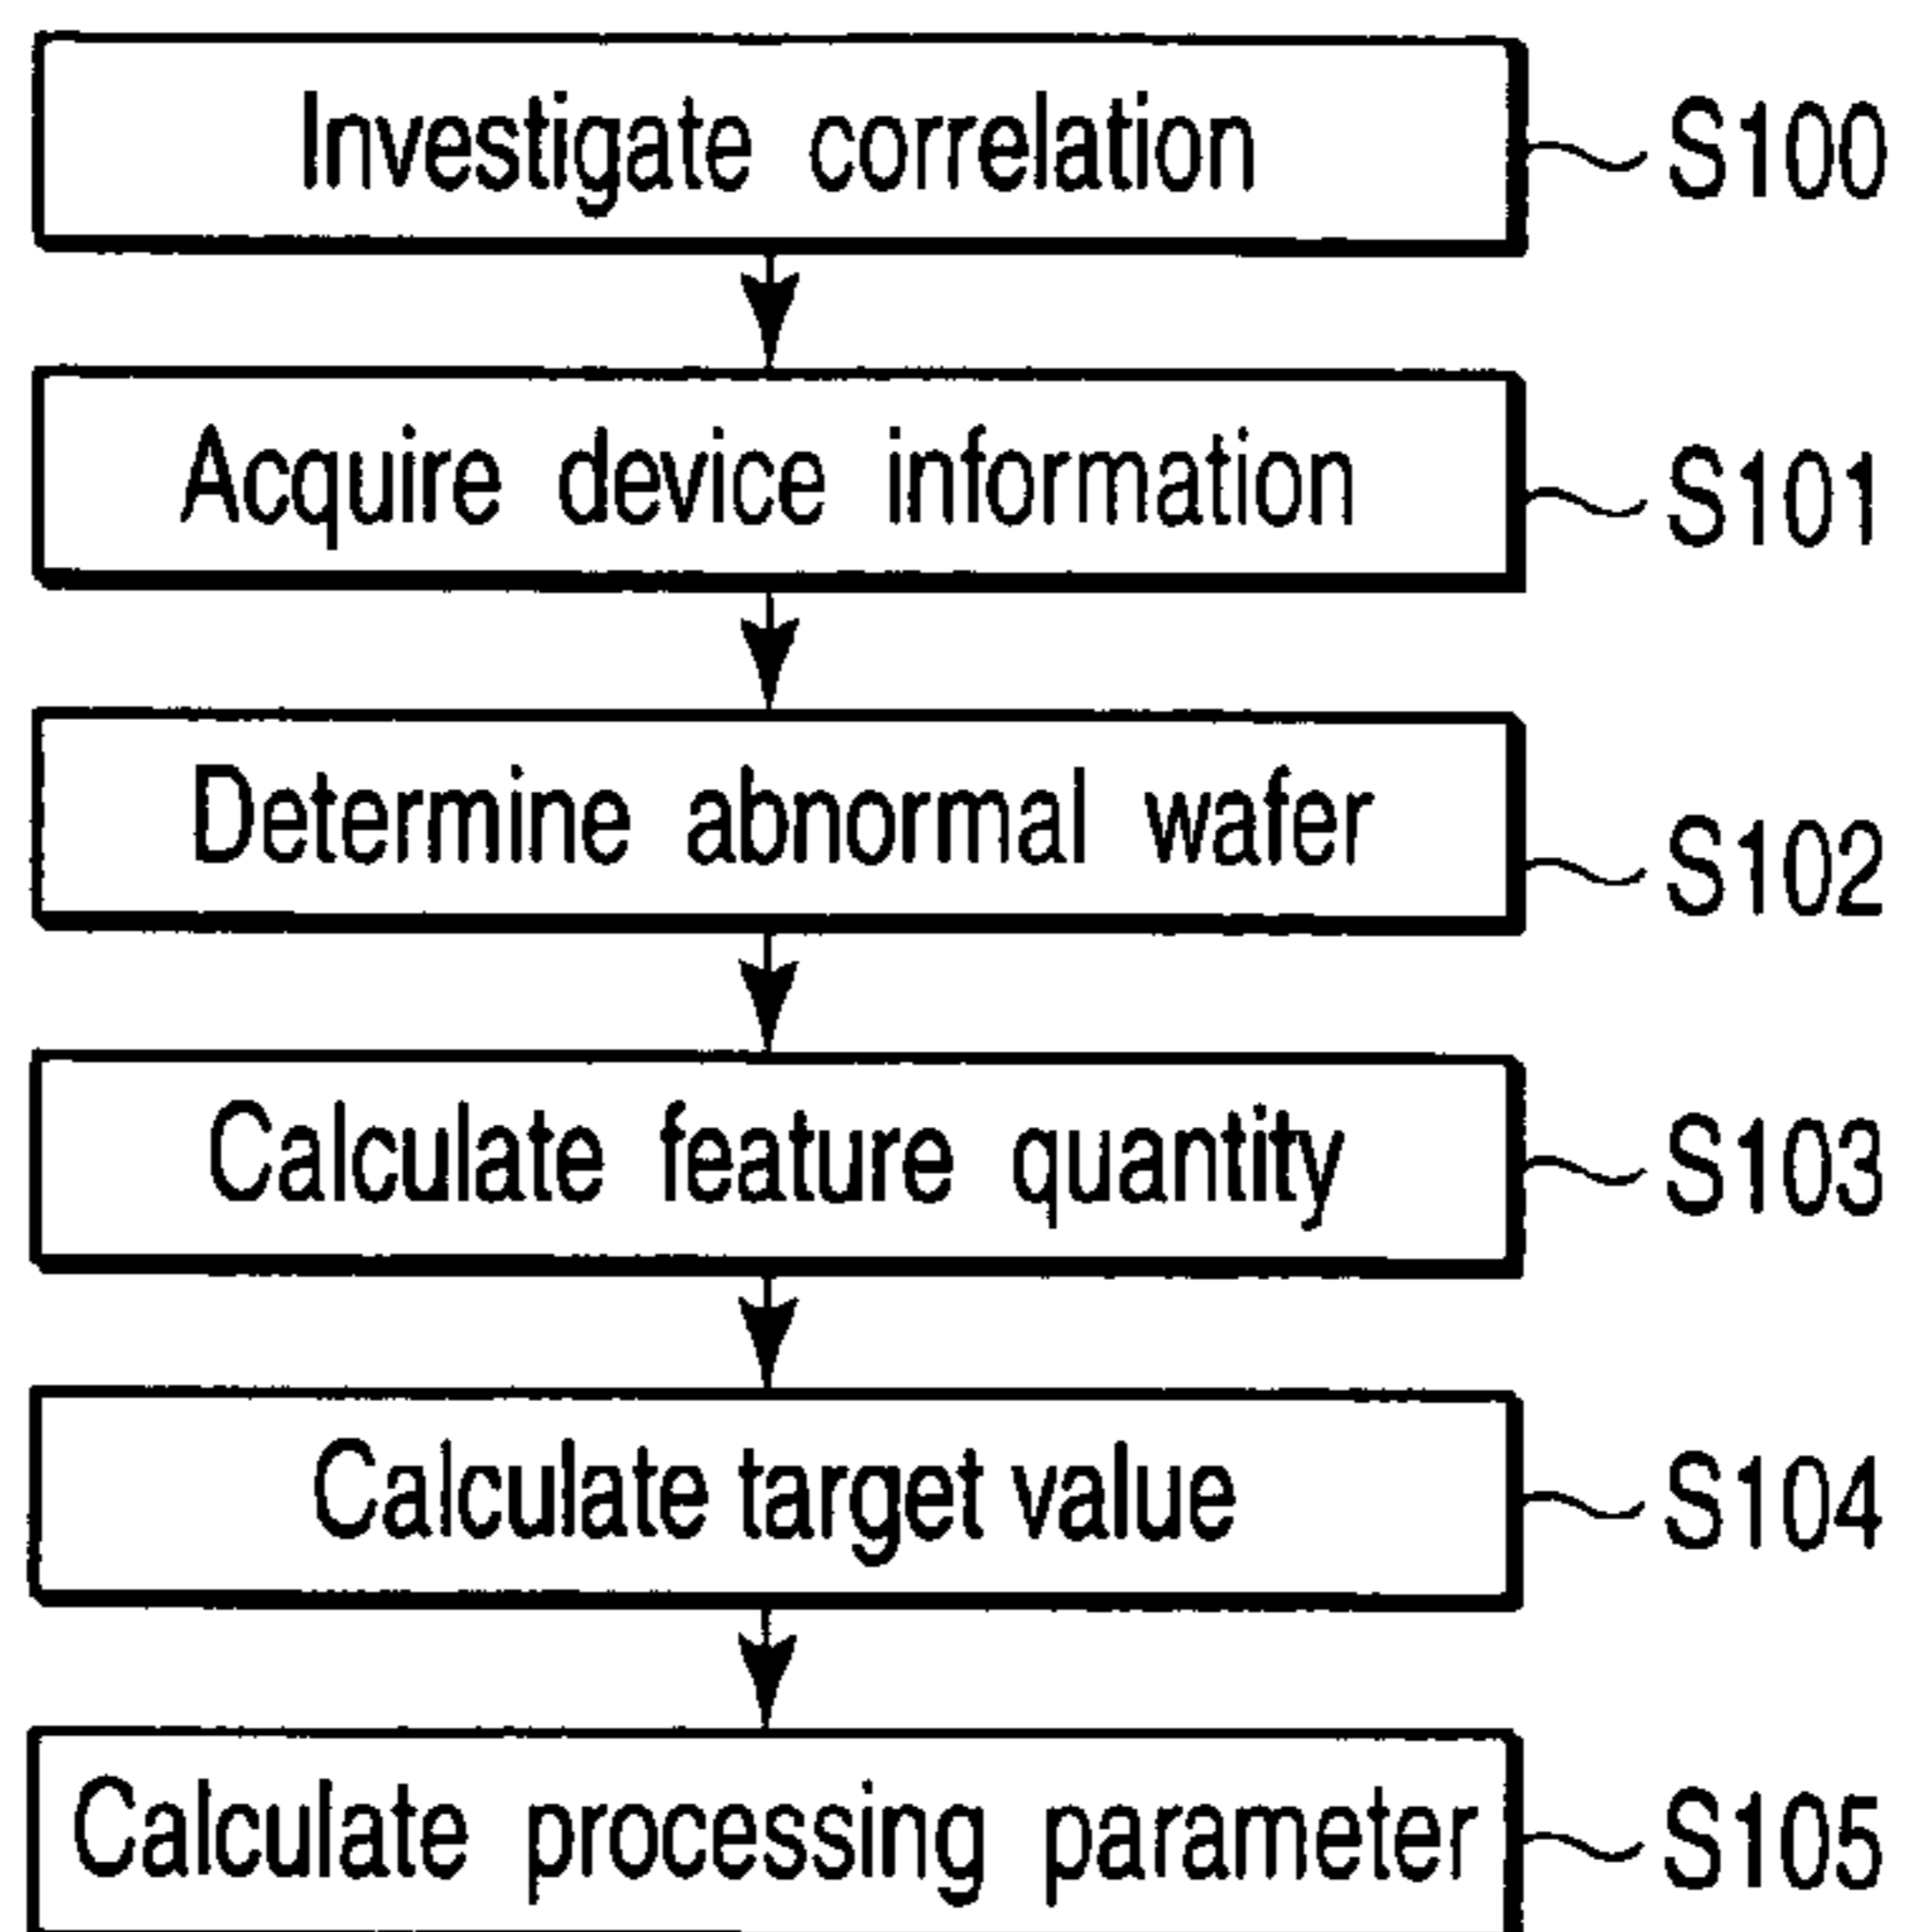 Investigate correlation S100
Acquire device information S101
Determine abnormal wafer S102
Calculate feature quantity S103
Calculate target value S104
Calculate processing parameter S105